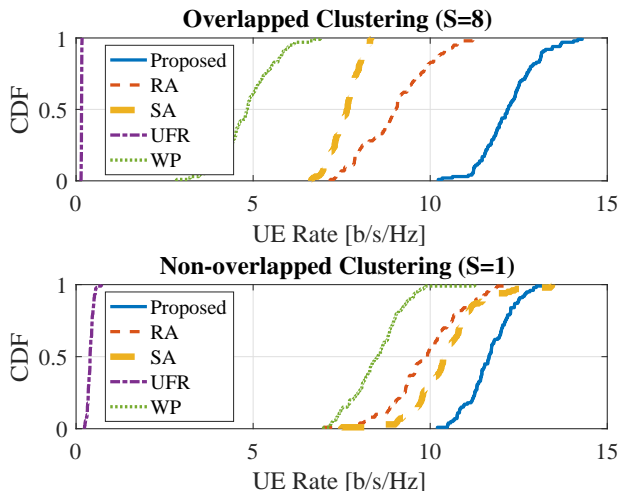 Overlapped Clustering (S=8)
1
0.5
0
CDF
Proposed
RA
SA
UFR
WP
0 5 10 15
UE Rate [b/s/Hz]
Non-overlapped Clustering (S=1)
1
0.5
0
CDF
Proposed
RA
SA
UFR
WP
0 5 10 15
UE Rate [b/s/Hz]